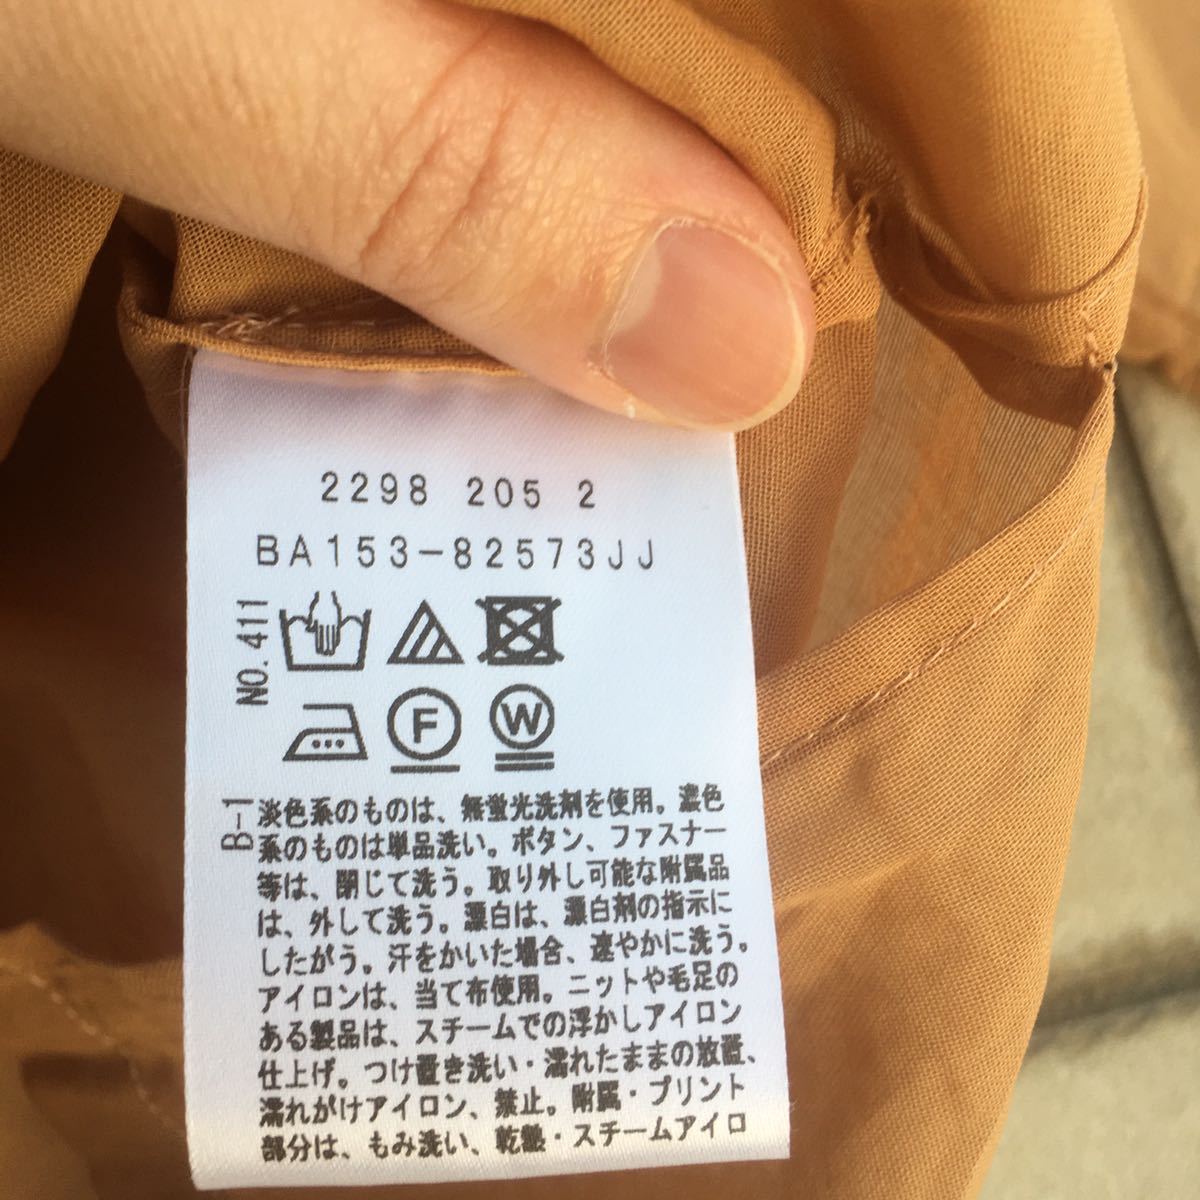 2298 205 2
BA153-82573JJ
NO. 411
F
W
B-1
淡色系のものは、無蛍光洗剤を使用。濃色
系のものは単品洗い。ボタン、ファスナー
等は、閉じて洗う。取り外し可能な附属品
は、外して洗う。漂白は、漂白剤の指示に
したがう。汗をかいた場合、速やかに洗う。
アイロンは、当て布使用。ニットや毛足の
ある製品は、スチームでの浮かしアイロン
仕上げ。つけ置き洗い・濡れたままの放置、
濡れがけアイロン、禁止。附属・プリント
部分は、もみ洗い、乾熱・スチームアイロ